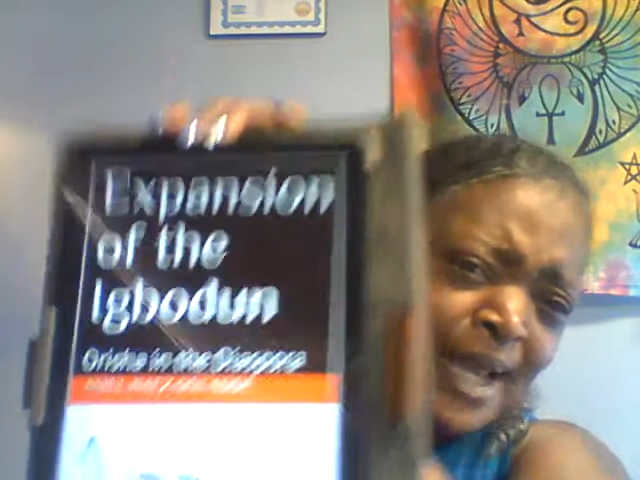 Expansion
of the
Igbodun
Orisha in the Diaspora